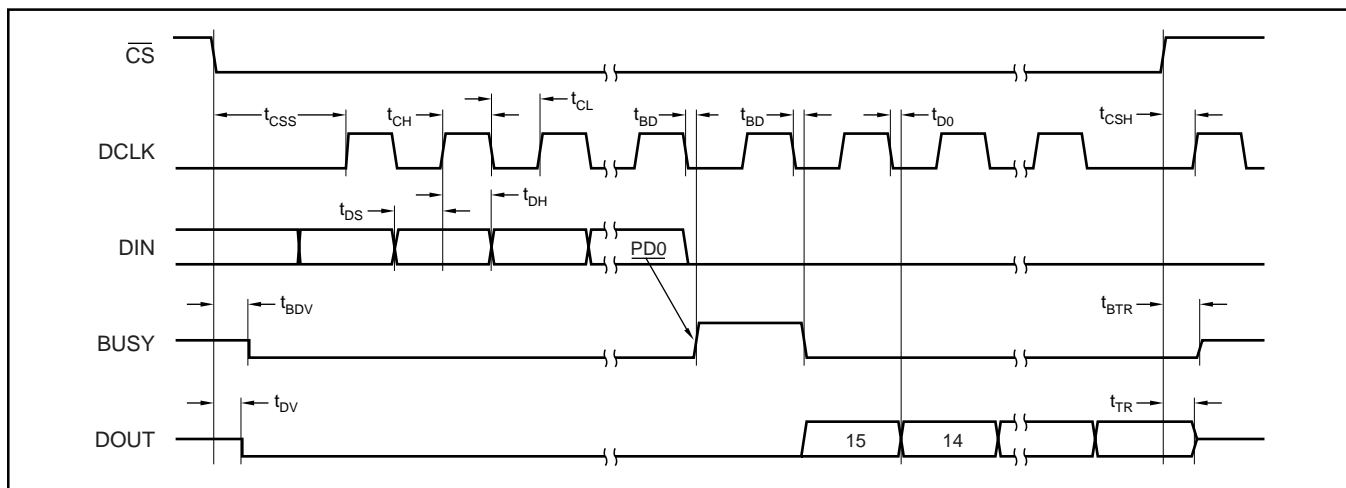 CS
tCSS
tCH
tCL
tBD
tBD
tD0
tCSH
DCLK
tDS
tDH
DIN
PD0
tBDV
tBTR
BUSY
tDV
tTR
DOUT
15
14